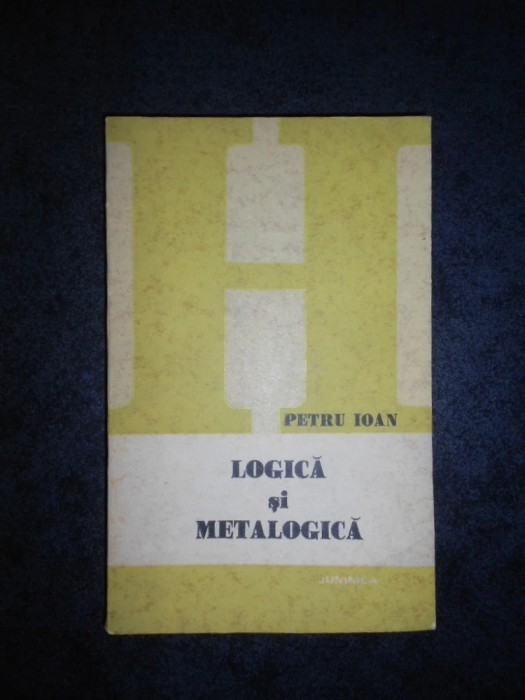 PETRU IOAN
LOGICĂ
și
METALOGICĂ
JUNIMEA